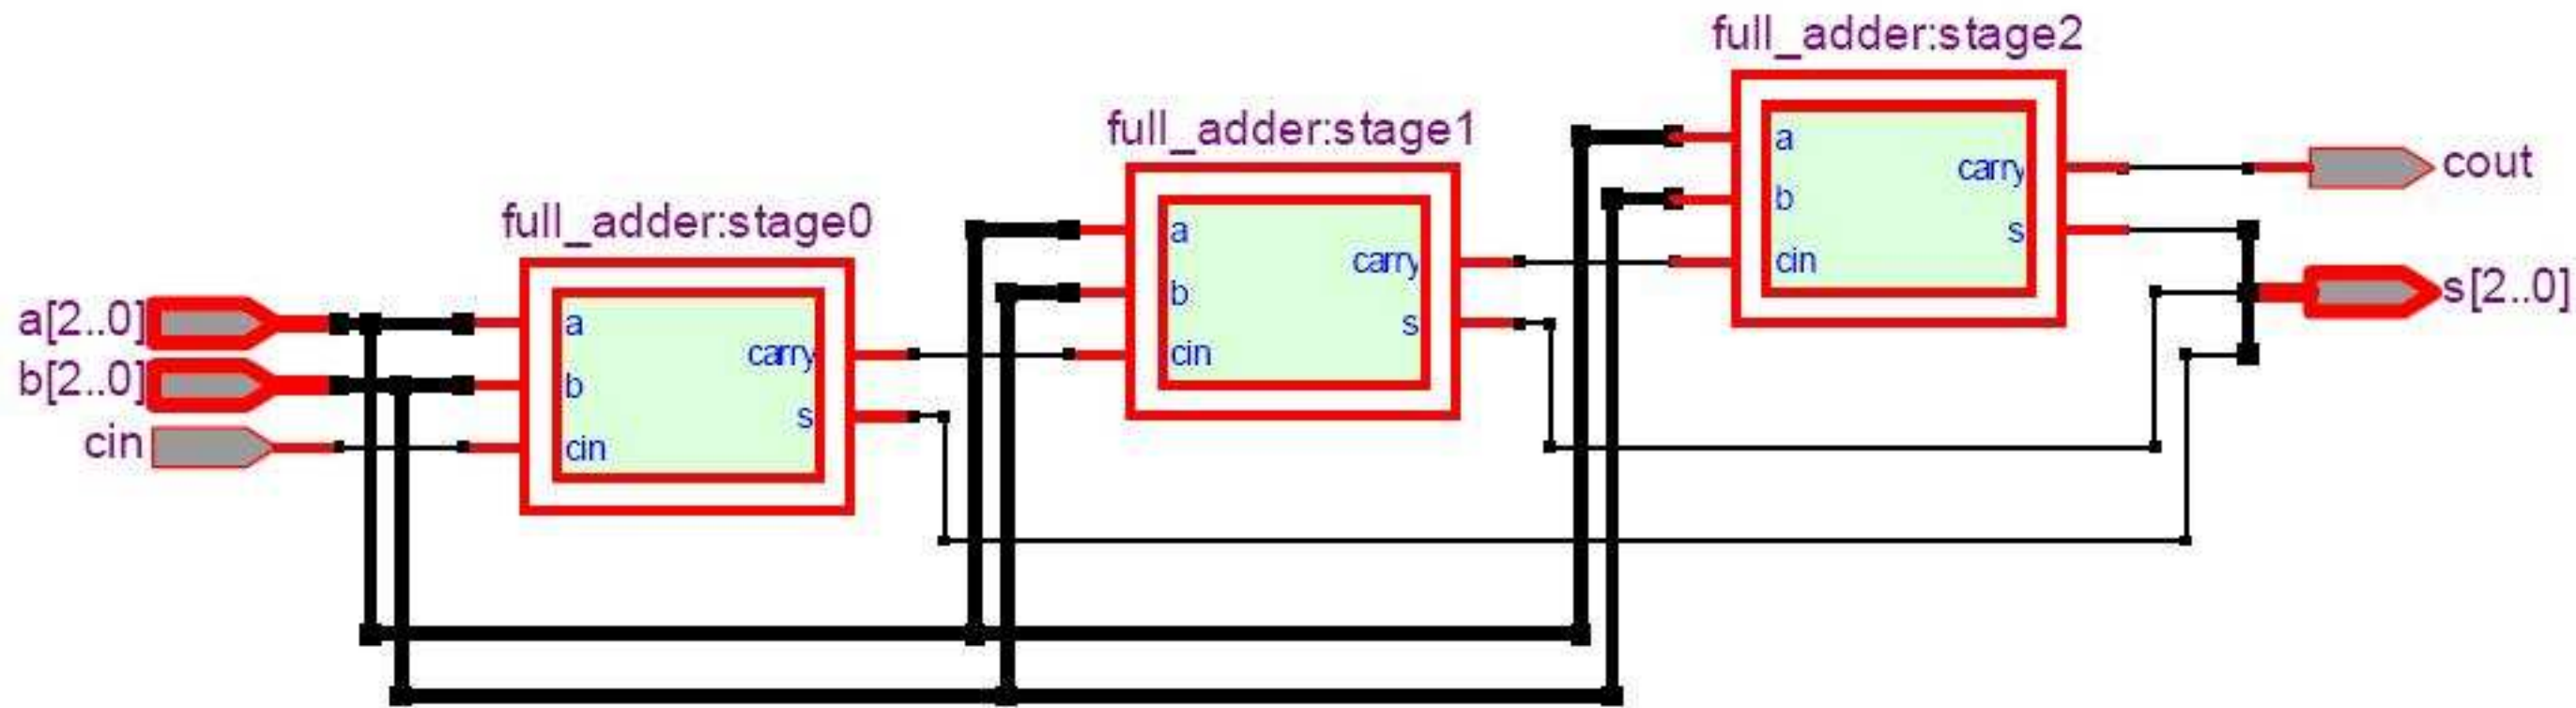 full_adder:stage2
full_adder:stage1
full_adder:stage0
a[2..0]
b[2..0]
cin
a
b
cin
carry
s
a
b
cin
carry
s
a
b
cin
carry
s
cout
s[2..0]